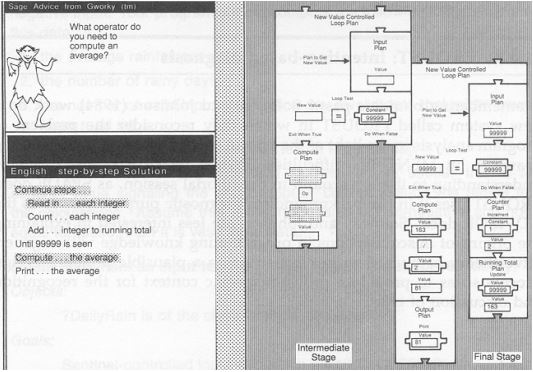 Sage Advice from Gworky (tm)
What operator do
you need to
compute an
average?
English step-by-step Solution
Continue steps . . .
Read in . . . . each integer
Count . . . each integer
Add . . . integer to running total
Until 99999 is seen
Compute . . . . the average
Print . . . the average
New Value Controlled
Loop Plan
Input
Plan
Plan to Get
New Value
Value
New Value
Loop Test
=
Constant
99999
Exit When True
Do When False
Compute
Plan
Op
Value
Intermediate
Stage
New Value Controlled
Loop Plan
Input
Plan
Plan to Get
New Value
Value
99999
New Value
99999
Loop Test
=
Constant
99999
Exit When True
Do When False
Compute
Plan
Value
163
/
Value
2
Value
81
Output
Plan
Print
Value
81
Counter
Plan
Increment
Constant
1
Value
2
Running Total
Plan
Update
Value
99999
Value
99999
Final Stage